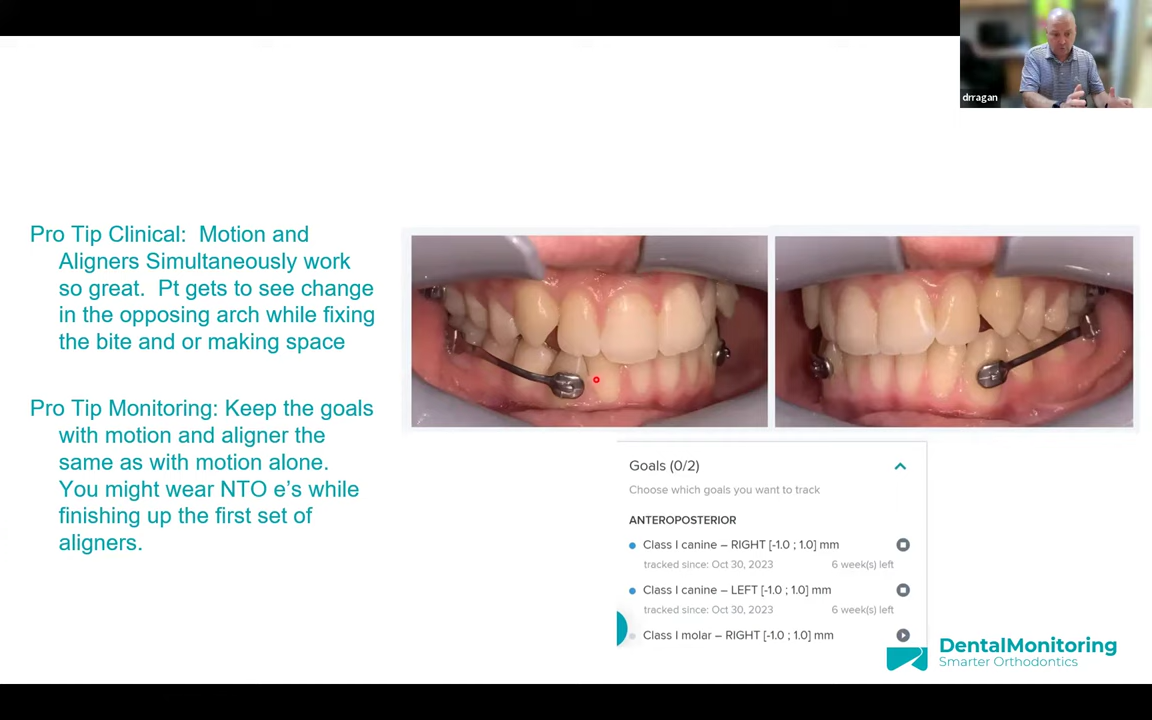 drragan
Pro Tip Clinical: Motion and
Aligners Simultaneously work
so great. Pt gets to see change
in the opposing arch while fixing
the bite and or making space
Pro Tip Monitoring: Keep the goals
with motion and aligner the
same as with motion alone.
You might wear NTO e's while
finishing up the first set of
aligners.
Goals (0/2)
Choose which goals you want to track
ANTEROPOSTERIOR
Class I canine – RIGHT [-1.0 ; 1.0] mm
tracked since: Oct 30, 2023 6 week(s) left
Class I canine – LEFT [-1.0 ; 1.0] mm
tracked since: Oct 30, 2023 6 week(s) left
Class I molar – RIGHT [-1.0 ; 1.0] mm
DentalMonitoring
Smarter Orthodontics